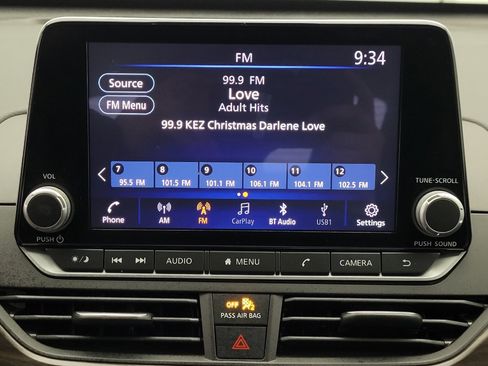 FM
9:34
Source
99.9 FM
Love
FM Menu
Adult Hits
99.9 KEZ Christmas Darlene Love
VOL
TUNE·SCROLL
7 8 9 10 11 12
95.5 FM 101.5 FM 101.1 FM 106.1 FM 104.1 FM 102.5 FM
Phone AM FM CarPlay BT Audio USB1 Settings
PUSH
PUSH SOUND
AUDIO MENU CAMERA
OFF
PASS AIR BAG